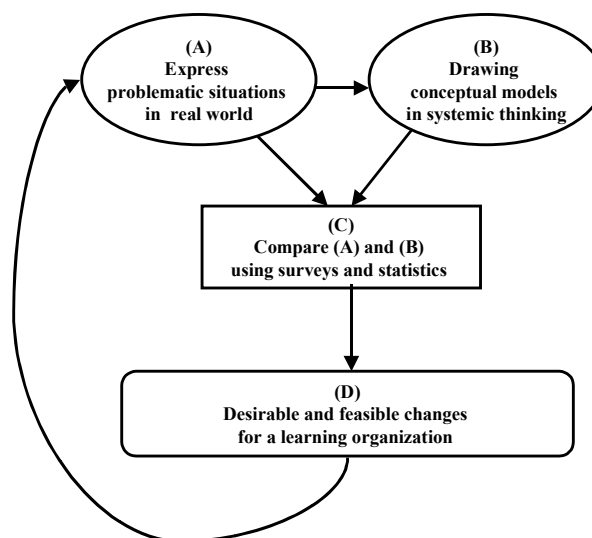 (A)
Express
problematic situations
in real world
(B)
Drawing
conceptual models
in systemic thinking
(C)
Compare (A) and (B)
using surveys and statistics
(D)
Desirable and feasible changes
for a learning organization